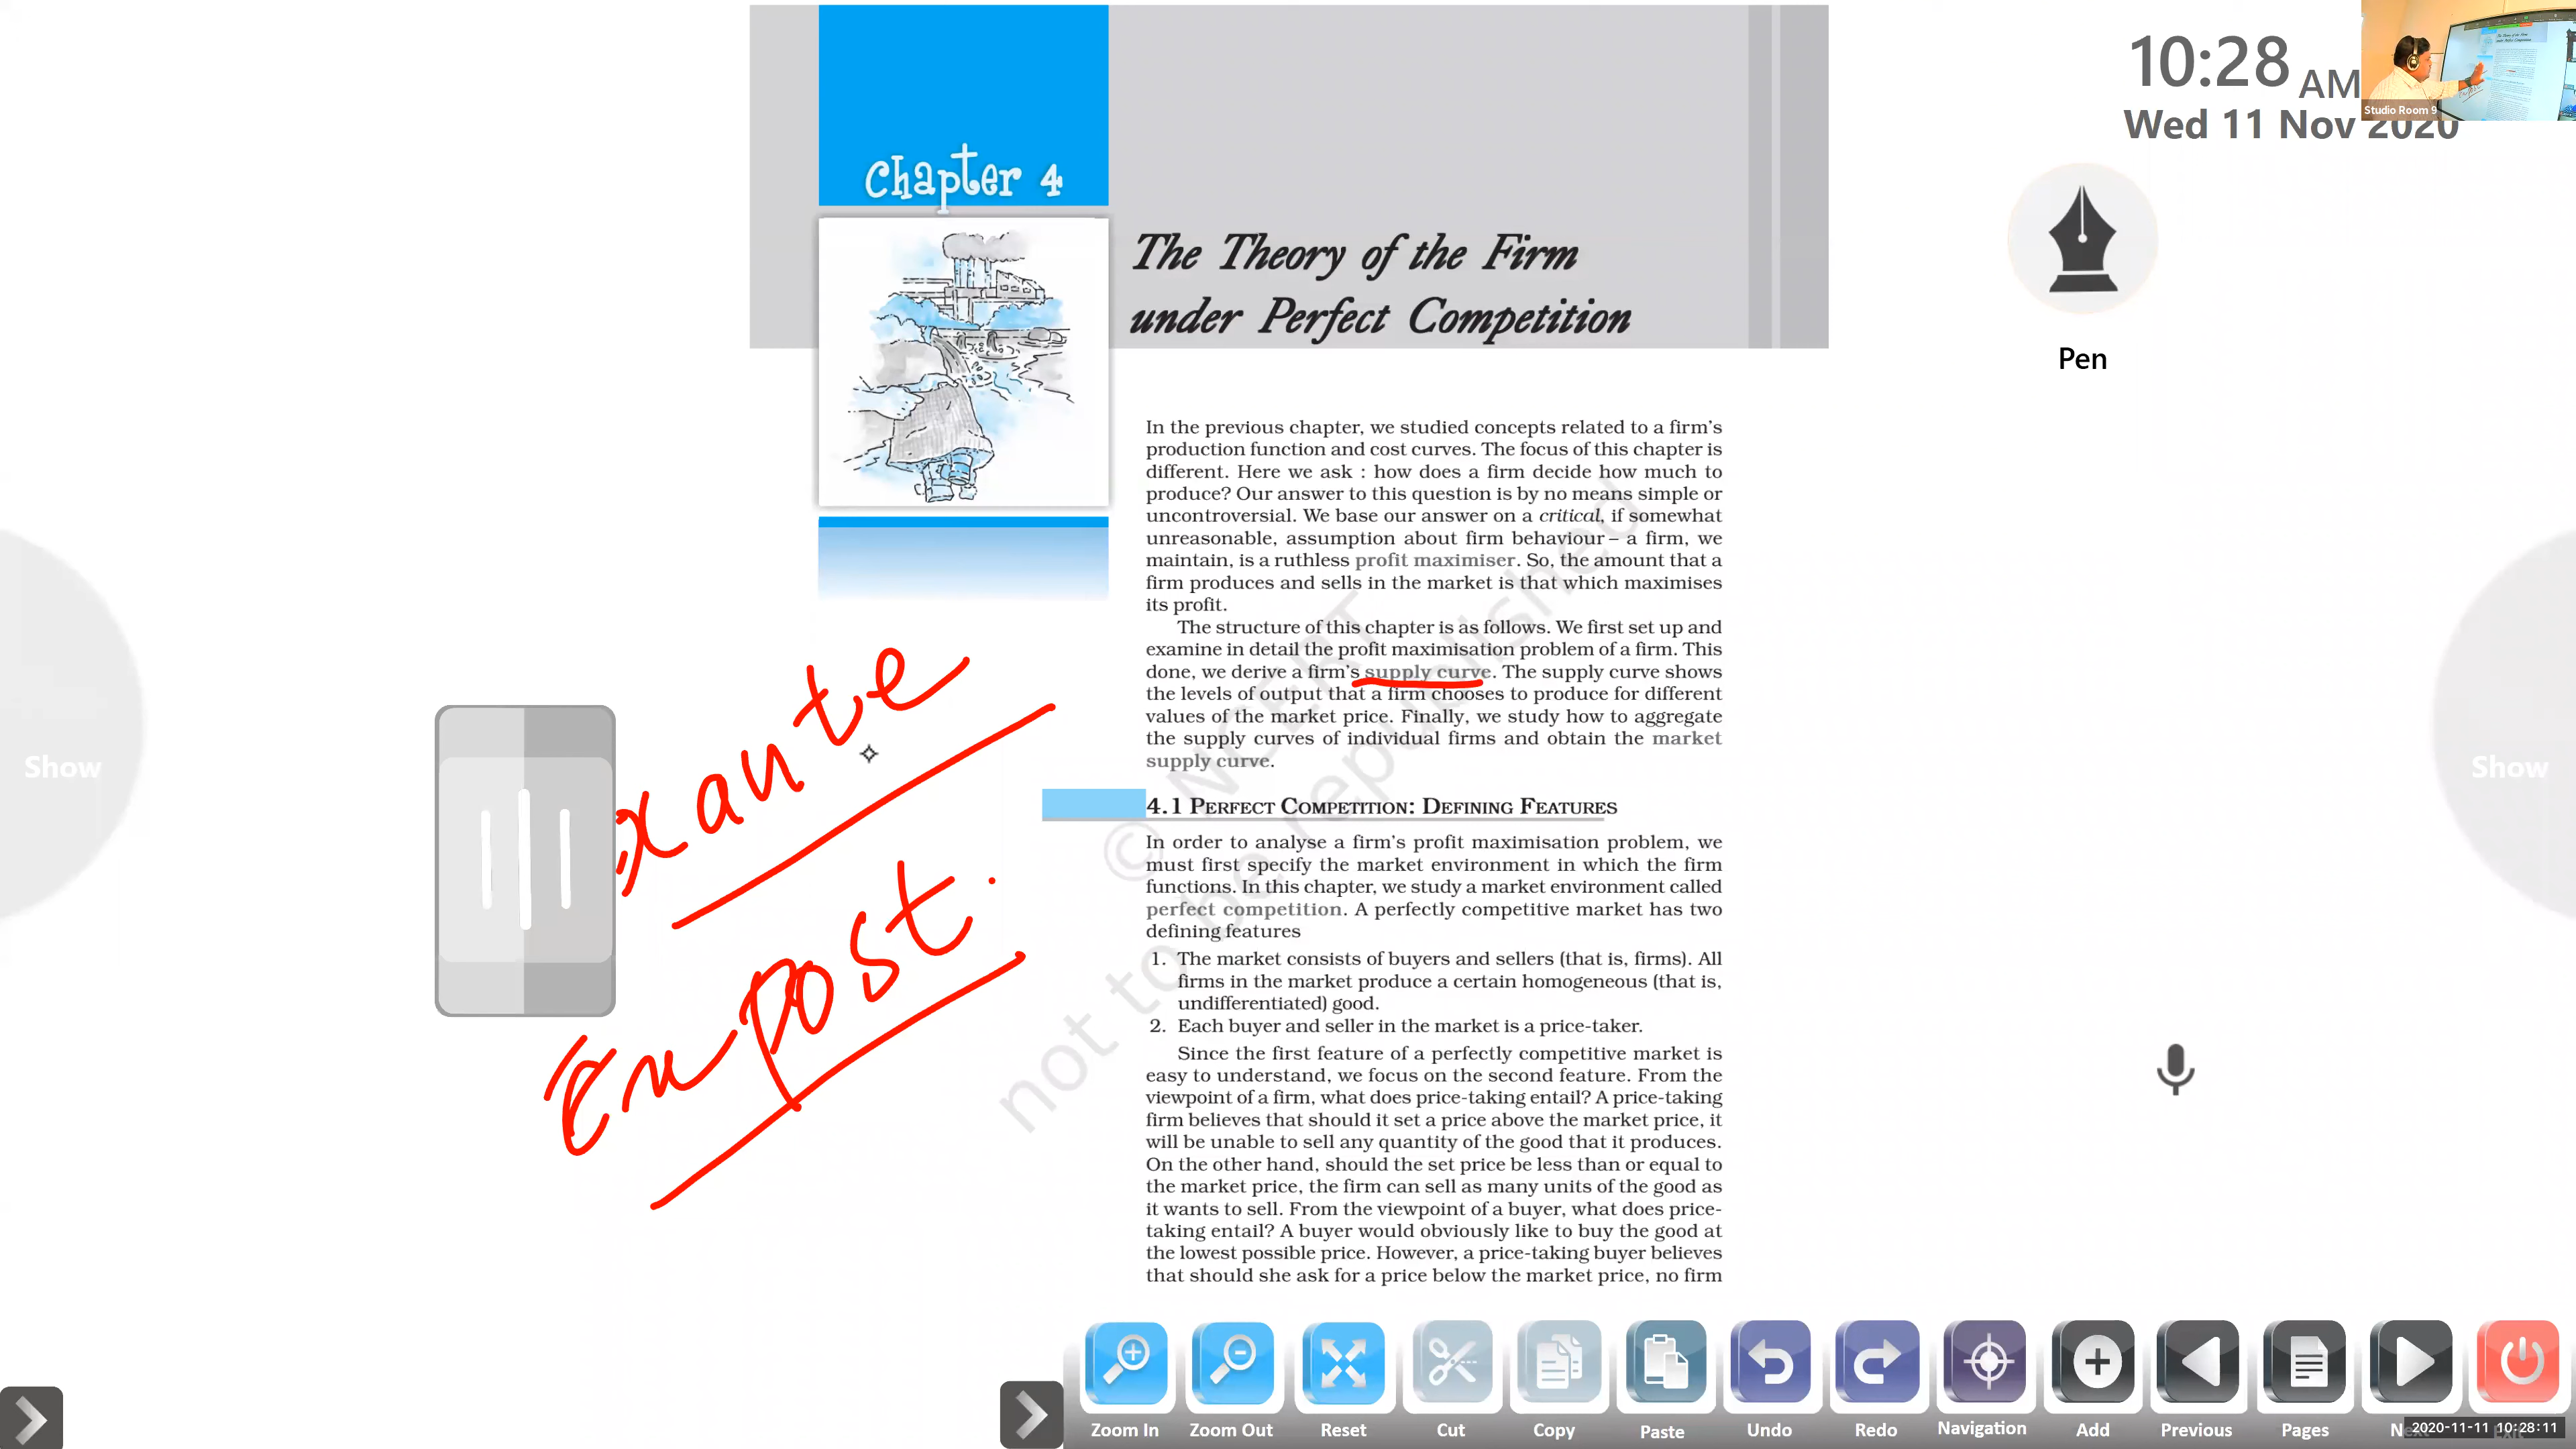 10:28 AM
Wed 11 Nov 2020
Studio Room 9
Pen
Chapter 4
The Theory of the Firm
under Perfect Competition
In the previous chapter, we studied concepts related to a firm's
production function and cost curves. The focus of this chapter is
different. Here we ask : how does a firm decide how much to
produce? Our answer to this question is by no means simple or
uncontroversial. We base our answer on a critical, if somewhat
unreasonable, assumption about firm behaviour – a firm, we
maintain, is a ruthless profit maximiser. So, the amount that a
firm produces and sells in the market is that which maximises
its profit.
The structure of this chapter is as follows. We first set up and
examine in detail the profit maximisation problem of a firm. This
done, we derive a firm's supply curve. The supply curve shows
the levels of output that a firm chooses to produce for different
values of the market price. Finally, we study how to aggregate
the supply curves of individual firms and obtain the market
supply curve.
4.1 PERFECT COMPETITION: DEFINING FEATURES
In order to analyse a firm's profit maximisation problem, we
must first specify the market environment in which the firm
functions. In this chapter, we study a market environment called
perfect competition. A perfectly competitive market has two
defining features
1. The market consists of buyers and sellers (that is, firms). All
firms in the market produce a certain homogeneous (that is,
undifferentiated) good.
2. Each buyer and seller in the market is a price-taker.
Since the first feature of a perfectly competitive market is
easy to understand, we focus on the second feature. From the
viewpoint of a firm, what does price-taking entail? A price-taking
firm believes that should it set a price above the market price, it
will be unable to sell any quantity of the good that it produces.
On the other hand, should the set price be less than or equal to
the market price, the firm can sell as many units of the good as
it wants to sell. From the viewpoint of a buyer, what does price-
taking entail? A buyer would obviously like to buy the good at
the lowest possible price. However, a price-taking buyer believes
that should she ask for a price below the market price, no firm
© NCERT
not to be republished
xante
Expost.
Show
Show
Zoom In
Zoom Out
Reset
Cut
Copy
Paste
Undo
Redo
Navigation
Add
Previous
Pages
2020-11-11 10:28:11